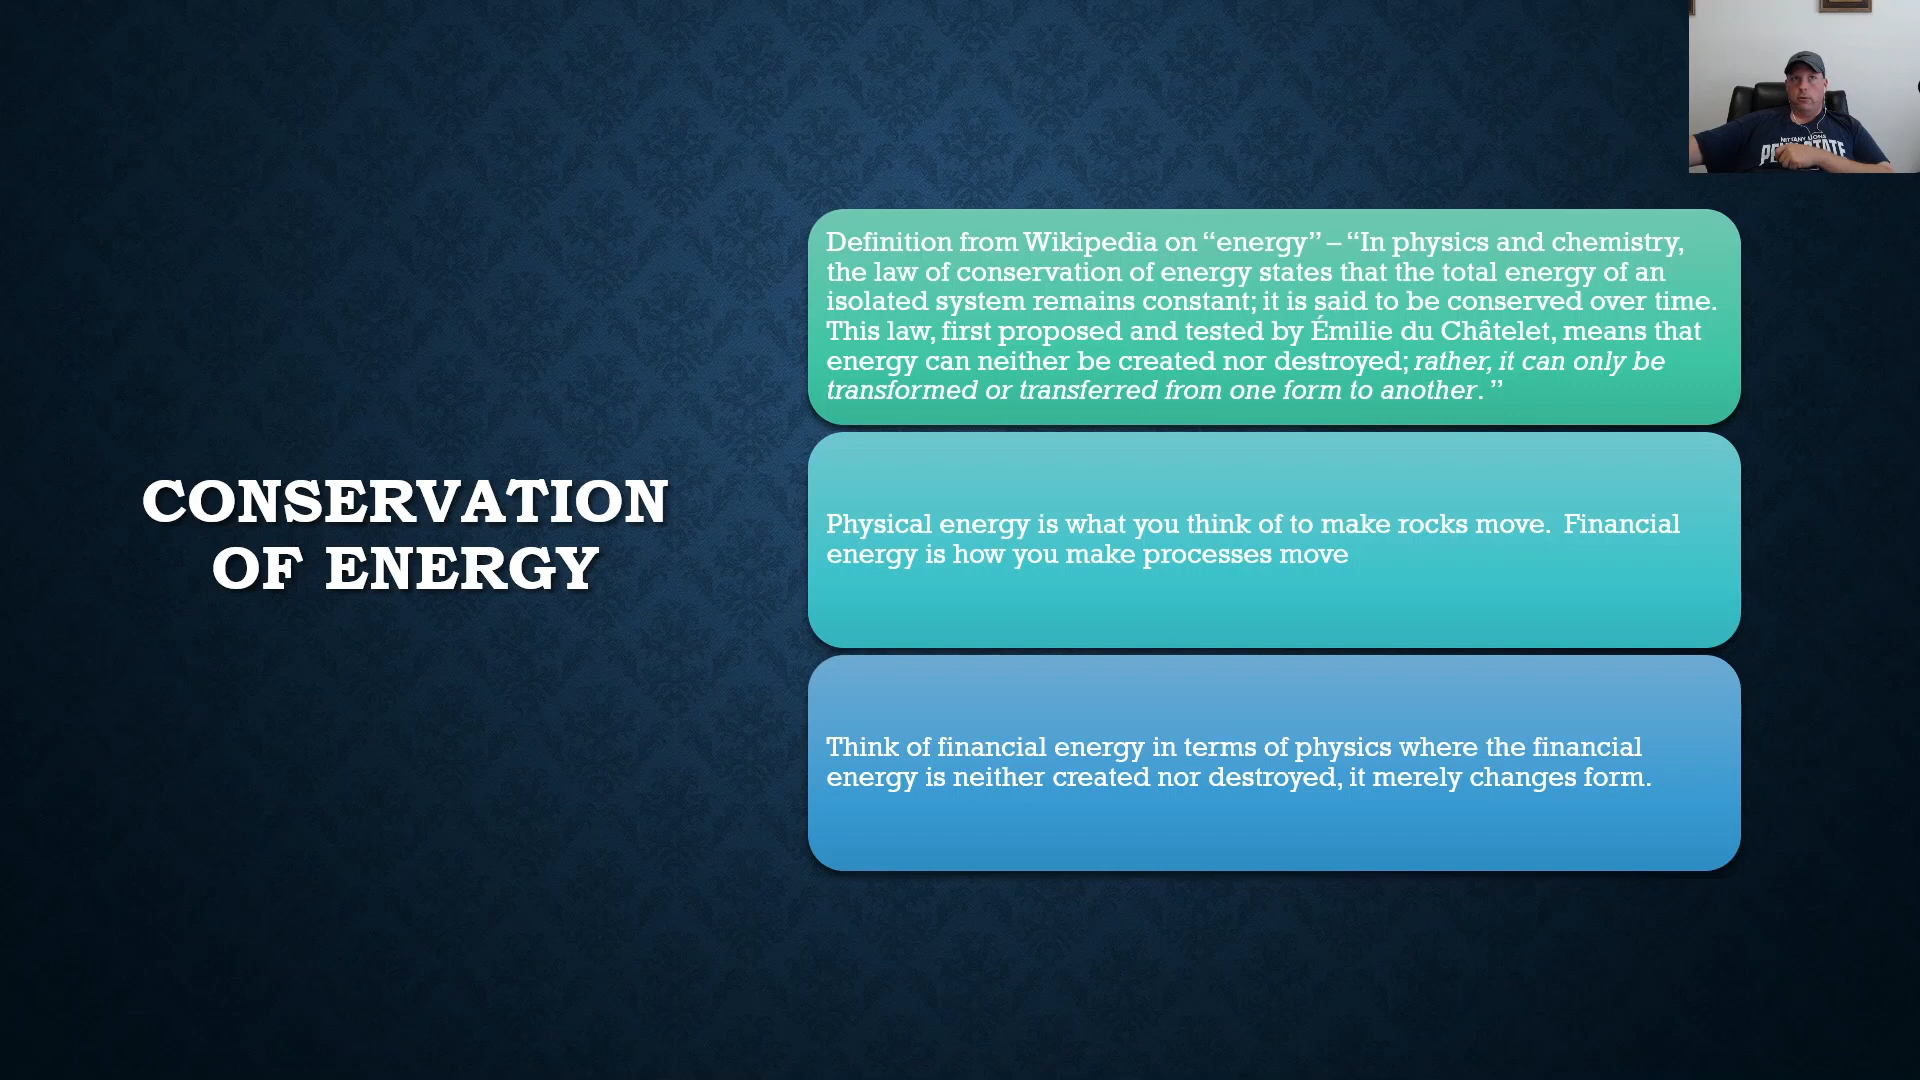 CONSERVATION
OF ENERGY
Definition from Wikipedia on “energy” – “In physics and chemistry,
the law of conservation of energy states that the total energy of an
isolated system remains constant; it is said to be conserved over time.
This law, first proposed and tested by Émilie du Châtelet, means that
energy can neither be created nor destroyed; rather, it can only be
transformed or transferred from one form to another. ”
Physical energy is what you think of to make rocks move.  Financial
energy is how you make processes move
Think of financial energy in terms of physics where the financial
energy is neither created nor destroyed, it merely changes form.
NITTANY LIONS